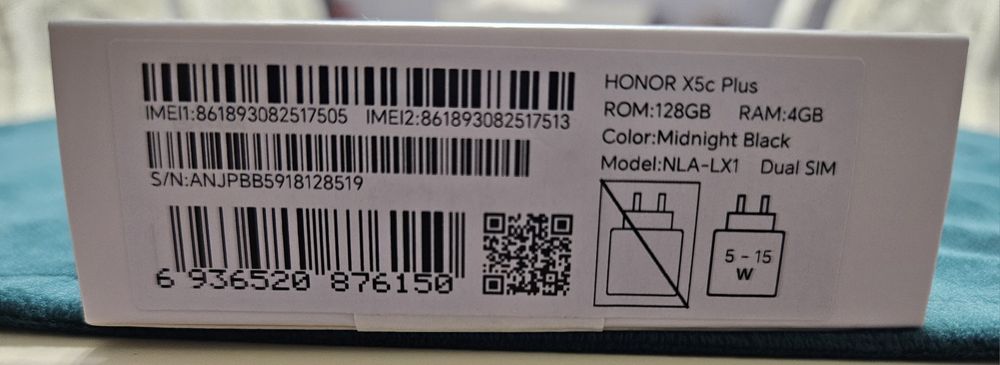 IMEI1:861893082517505 IMEI2:861893082517513
S/N:ANJPBB5918128519
6 936520 876150
HONOR X5c Plus
ROM:128GB RAM:4GB
Color:Midnight Black
Model:NLA-LX1 Dual SIM
5 - 15
W